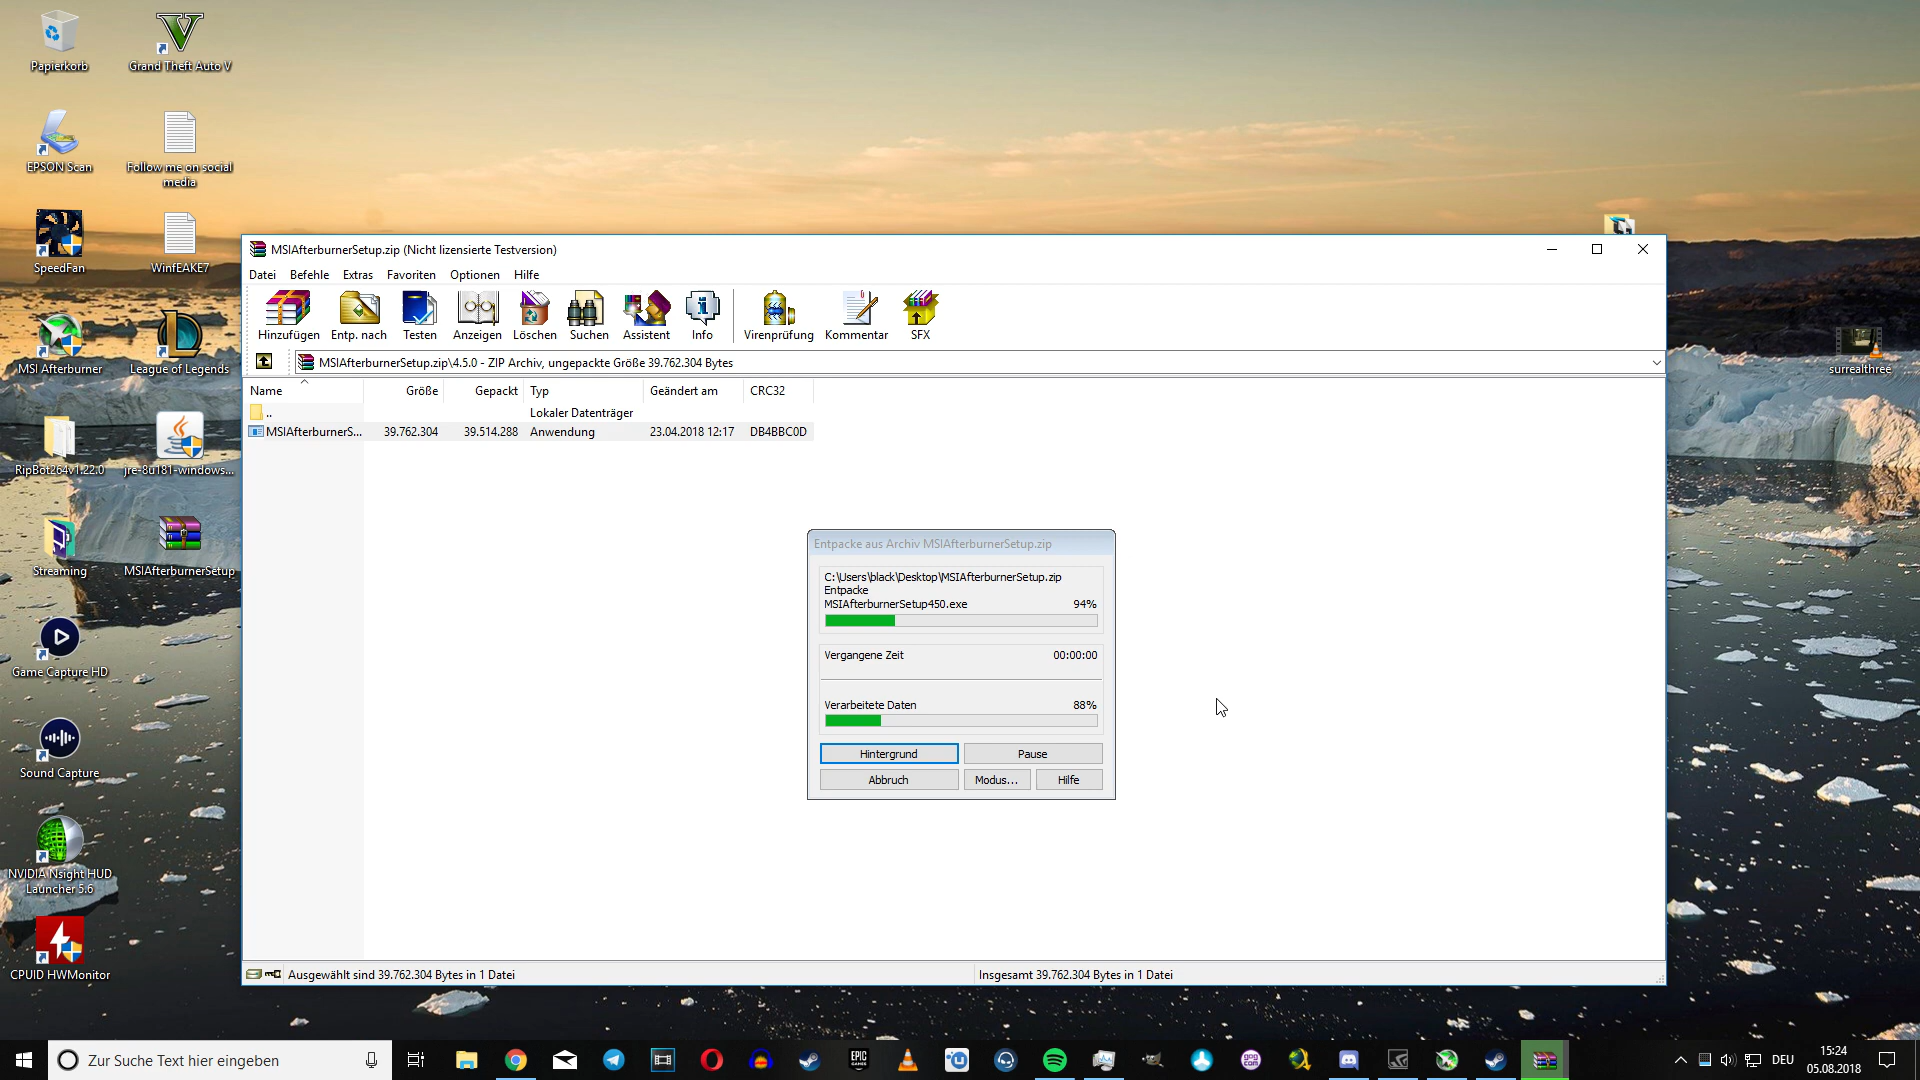 Papierkorb
Grand Theft Auto V
EPSON Scan
Follow me on social
media
SpeedFan
WinfEAKE7
MSI Afterburner
League of Legends
RipBot264v1.22.0
jre-8u181-windows...
Streaming
MSIAfterburnerSetup
Game Capture HD
Sound Capture
NVIDIA Nsight HUD
Launcher 5.6
CPUID HWMonitor
surrealthree
MSIAfterburnerSetup.zip (Nicht lizensierte Testversion)
Datei Befehle Extras Favoriten Optionen Hilfe
Hinzufügen Entp. nach Testen Anzeigen Löschen Suchen Assistent Info Virenprüfung Kommentar SFX
MSIAfterburnerSetup.zip\4.5.0 - ZIP Archiv, ungepackte Größe 39.762.304 Bytes
Name Größe Gepackt Typ Geändert am CRC32
.. Lokaler Datenträger
MSIAfterburnerS... 39.762.304 39.514.288 Anwendung 23.04.2018 12:17 DB4BBC0D
Entpacke aus Archiv MSIAfterburnerSetup.zip
C:\Users\black\Desktop\MSIAfterburnerSetup.zip
Entpacke
MSIAfterburnerSetup450.exe 94%
Vergangene Zeit 00:00:00
Verarbeitete Daten 88%
Hintergrund Pause
Abbruch Modus... Hilfe
Ausgewählt sind 39.762.304 Bytes in 1 Datei
Insgesamt 39.762.304 Bytes in 1 Datei
Zur Suche Text hier eingeben
EPIC
GAMES
GOG
COM
DEU
15:24
05.08.2018